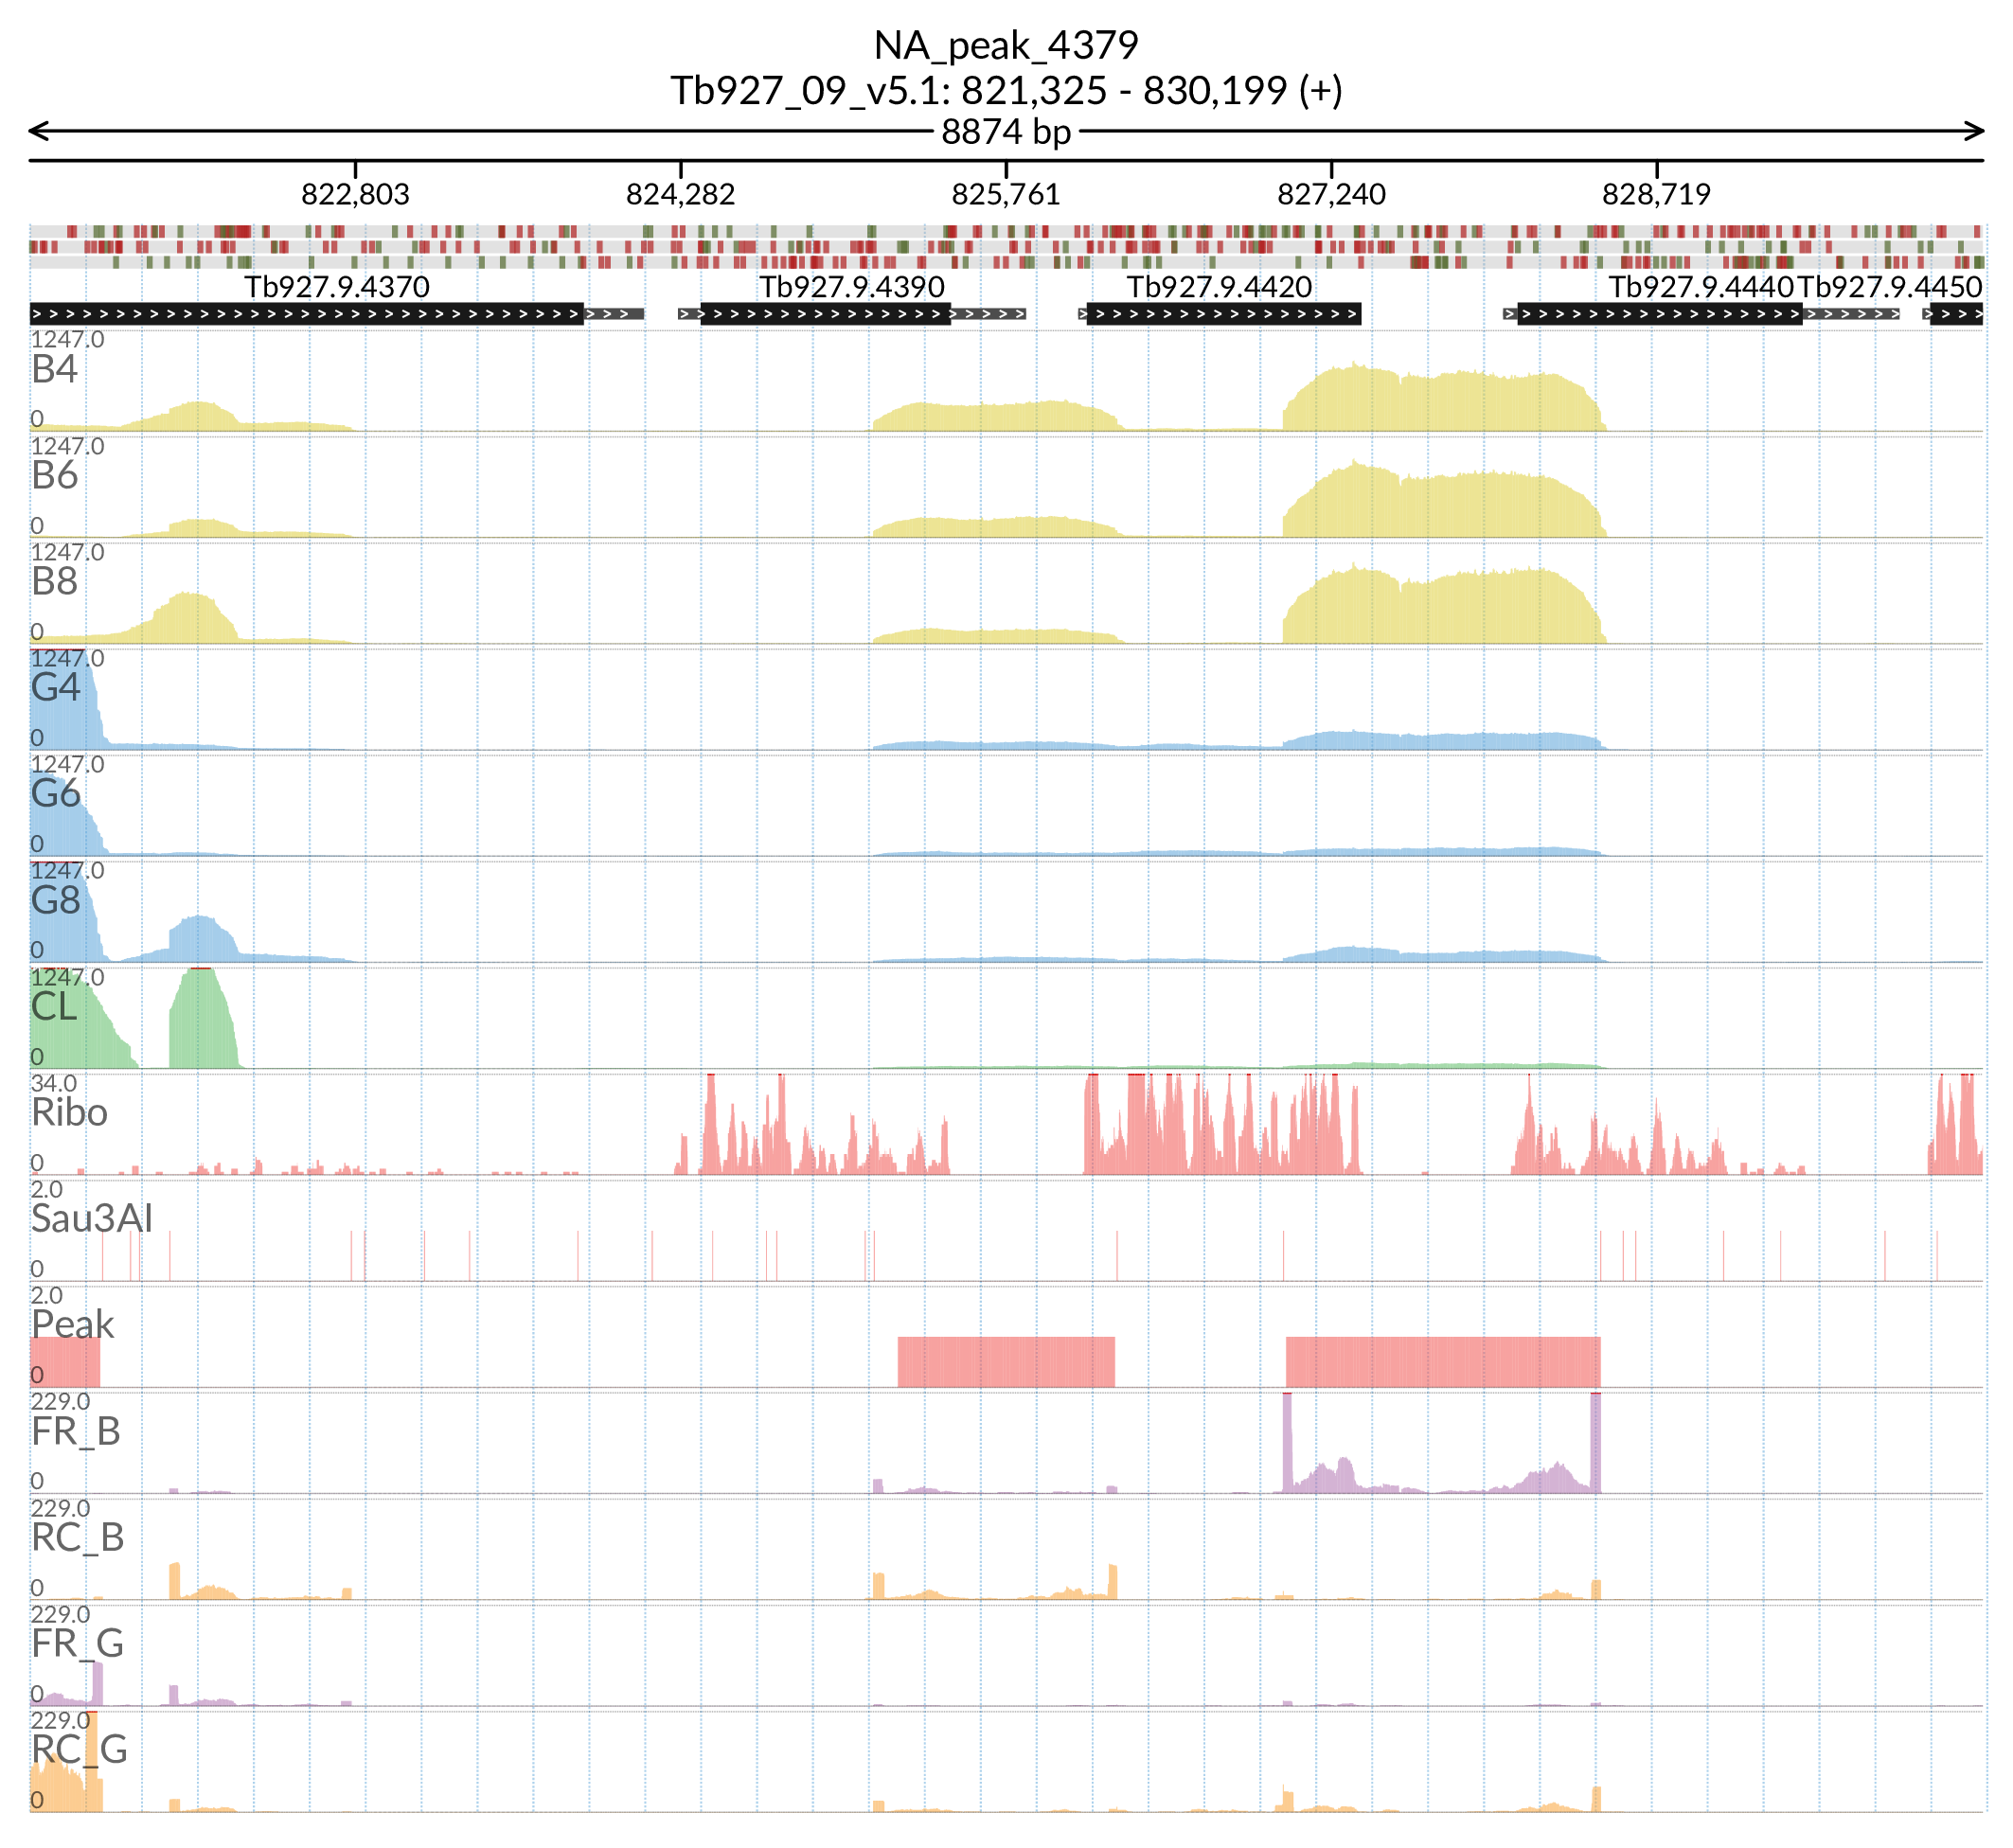 NA_peak_4379
Tb927_09_v5.1: 821,325 - 830,199 (+)
8874 bp
822,803 824,282 825,761 827,240 828,719
Tb927.9.4370 Tb927.9.4390 Tb927.9.4420 Tb927.9.4440 Tb927.9.4450
1247.0
B4
0
1247.0
B6
0
1247.0
B8
0
1247.0
G4
0
1247.0
G6
0
1247.0
G8
0
1247.0
CL
0
34.0
Ribo
0
2.0
Sau3AI
0
2.0
Peak
0
229.0
FR_B
0
229.0
RC_B
0
229.0
FR_G
0
229.0
RC_G
0